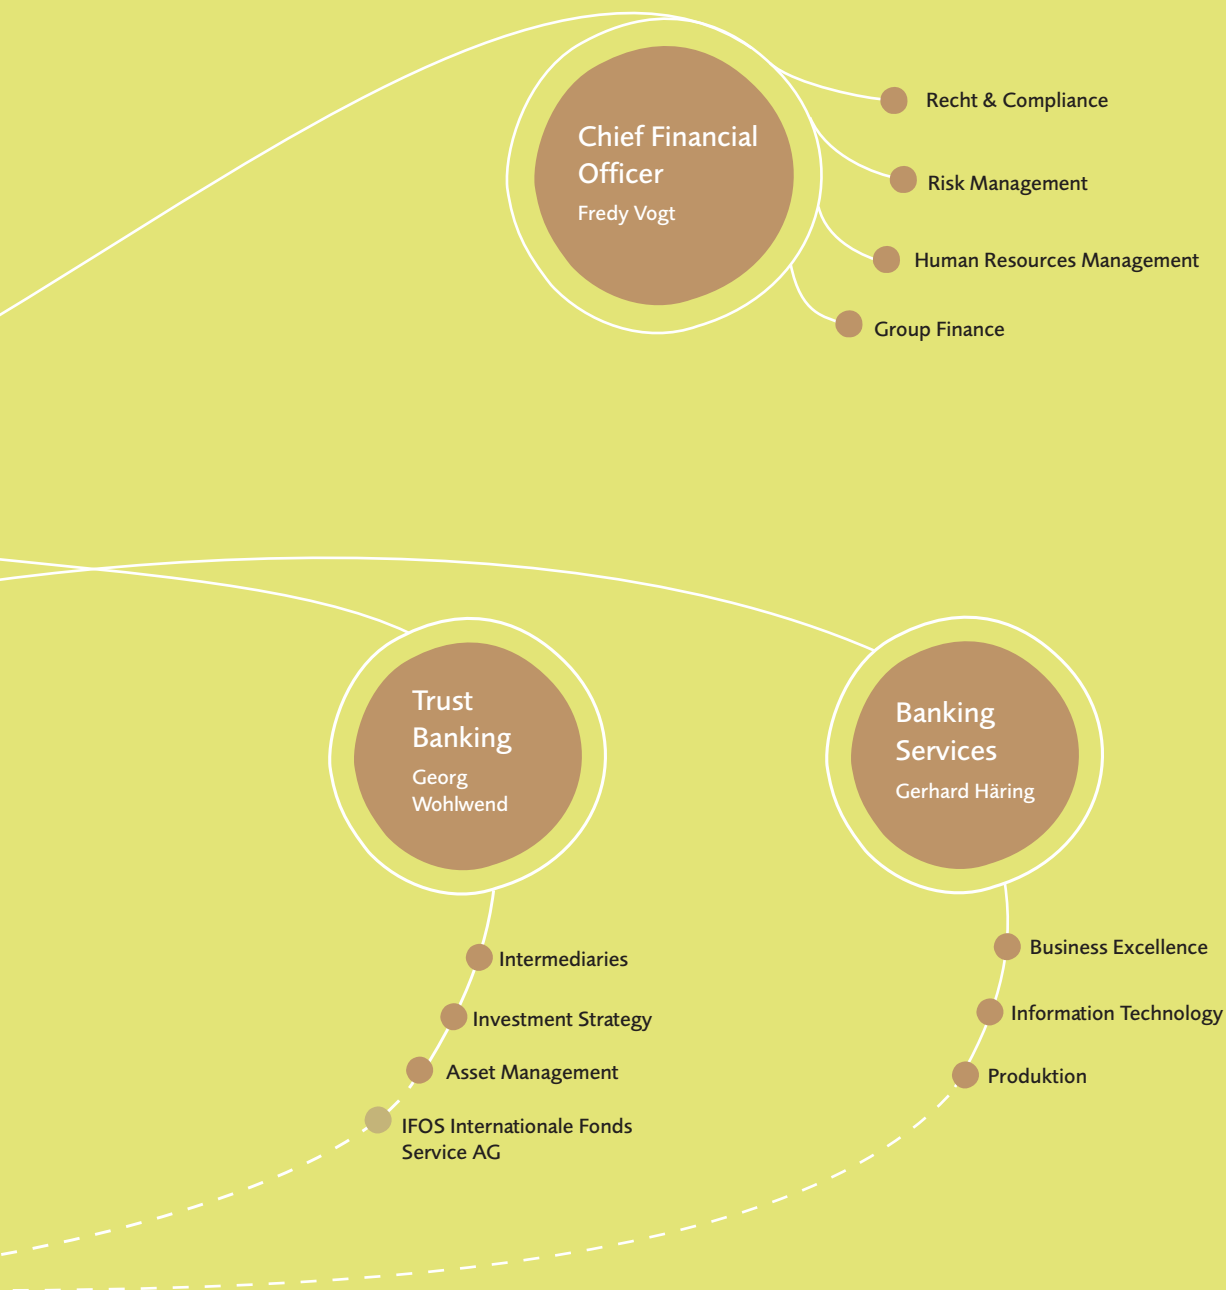 Chief Financial
Officer
Fredy Vogt
Recht & Compliance
Risk Management
Human Resources Management
Group Finance
Trust
Banking
Georg
Wohlwend
Intermediaries
Investment Strategy
Asset Management
IFOS Internationale Fonds
Service AG
Banking
Services
Gerhard Häring
Business Excellence
Information Technology
Produktion